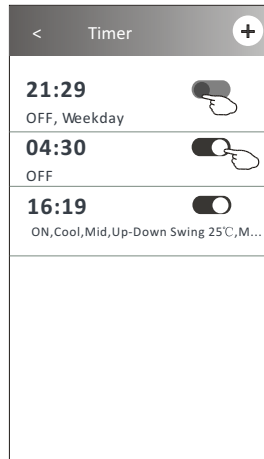 < Timer +
21:29
OFF, Weekday
04:30
OFF
16:19
ON,Cool,Mid,Up-Down Swing 25℃,M...